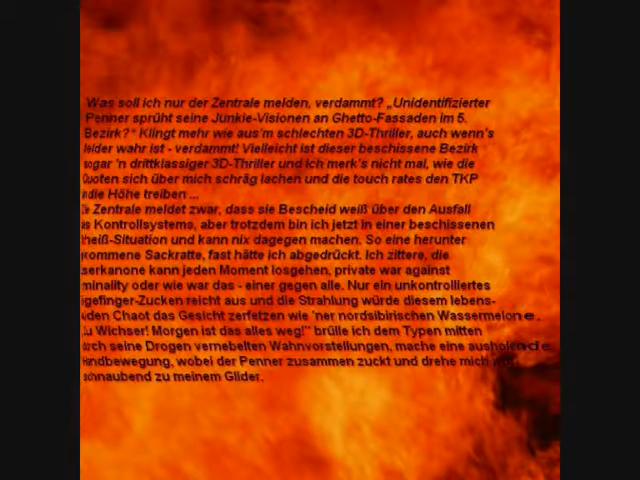 Was soll ich nur der Zentrale melden, verdammt? „Unidentifizierter
Penner sprüht seine Junkie-Visionen an Ghetto-Fassaden im 5.
Bezirk?“ Klingt mehr wie aus'm schlechten 3D-Thriller, auch wenn's
leider wahr ist - verdammt! Vielleicht ist dieser beschissene Bezirk
sogar 'n drittklassiger 3D-Thriller und ich merk's nicht mal, wie die
Quoten sich über mich schräg lachen und die touch rates den TKP
in die Höhe treiben ...
Zentrale meldet zwar, dass sie Bescheid weiß über den Ausfall
Kontrollsystems, aber trotzdem bin ich jetzt in einer beschissenen
heiß-Situation und kann nix dagegen machen. So eine herunter
kommene Sackratte, fast hätte ich abgedrückt. Ich zittere, die
serkanone kann jeden Moment losgehen, private war against
minality oder wie war das - einer gegen alle. Nur ein unkontrolliertes
gefinger-Zucken reicht aus und die Strahlung würde diesem lebens-
den Chaot das Gesicht zerfetzen wie 'ner nordsibirischen Wassermelone.
Wichser! Morgen ist das alles weg!“ brülle ich dem Typen mitten
rch seine Drogen vernebelten Wahnvorstellungen, mache eine ausholende
Handbewegung, wobei der Penner zusammen zuckt und drehe mich
schnaubend zu meinem Glider.